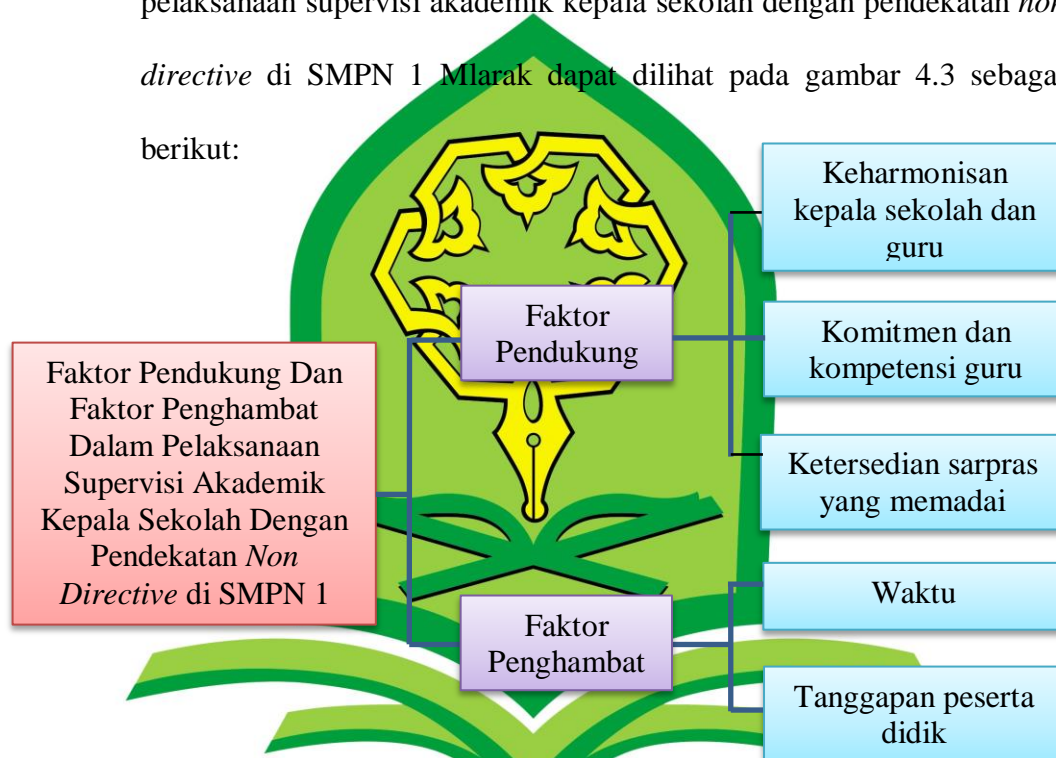 pelaksanaan supervisi akademik kepala sekolah dengan pendekatan non
directive di SMPN 1 Mlarak dapat dilihat pada gambar 4.3 sebaga
berikut:
Faktor Pendukung Dan
Faktor Penghambat
Dalam Pelaksanaan
Supervisi Akademik
Kepala Sekolah Dengan
Pendekatan Non
Directive di SMPN 1
Faktor
Pendukung
Keharmonisan
kepala sekolah dan
guru
Komitmen dan
kompetensi guru
Ketersedian sarpras
yang memadai
Faktor
Penghambat
Waktu
Tanggapan peserta
didik